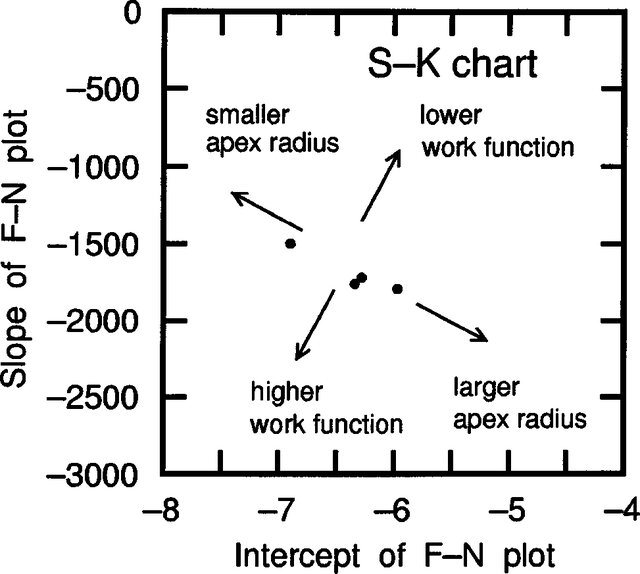 S–K chart
0
–500
–1000
–1500
–2000
–2500
–3000
Slope of F–N plot
smaller
apex radius
lower
work function
higher
work function
larger
apex radius
–8
–7
–6
–5
–4
Intercept of F–N plot